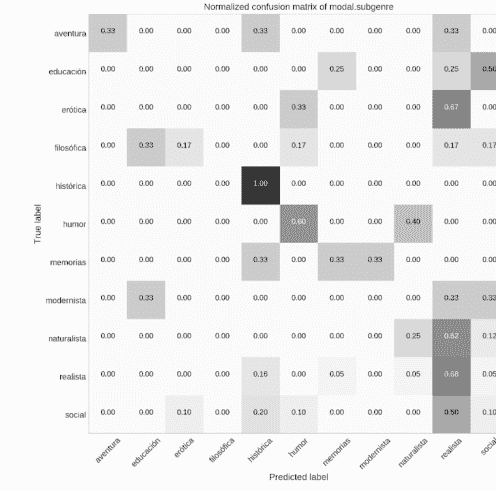 Normalized confusion matrix of modal.subgenre
aventura 0.33 0.00 0.00 0.00 0.33 0.00 0.00 0.00 0.00 0.33 0.00
educación 0.00 0.00 0.00 0.00 0.00 0.00 0.25 0.00 0.00 0.25 0.50
erótica 0.00 0.00 0.00 0.00 0.00 0.33 0.00 0.00 0.00 0.67 0.00
filosófica 0.00 0.33 0.17 0.00 0.00 0.17 0.00 0.00 0.00 0.17 0.17
histórica 0.00 0.00 0.00 0.00 1.00 0.00 0.00 0.00 0.00 0.00 0.00
humor 0.00 0.00 0.00 0.00 0.00 0.60 0.00 0.00 0.40 0.00 0.00
memorias 0.00 0.00 0.00 0.00 0.33 0.00 0.33 0.33 0.00 0.00 0.00
modernista 0.00 0.33 0.00 0.00 0.00 0.00 0.00 0.00 0.00 0.33 0.33
naturalista 0.00 0.00 0.00 0.00 0.00 0.00 0.00 0.00 0.25 0.62 0.12
realista 0.00 0.00 0.00 0.00 0.16 0.00 0.05 0.00 0.05 0.68 0.05
social 0.00 0.00 0.10 0.00 0.20 0.10 0.00 0.00 0.00 0.50 0.10
True label
aventura educación erótica filosófica histórica humor memorias modernista naturalista realista social
Predicted label